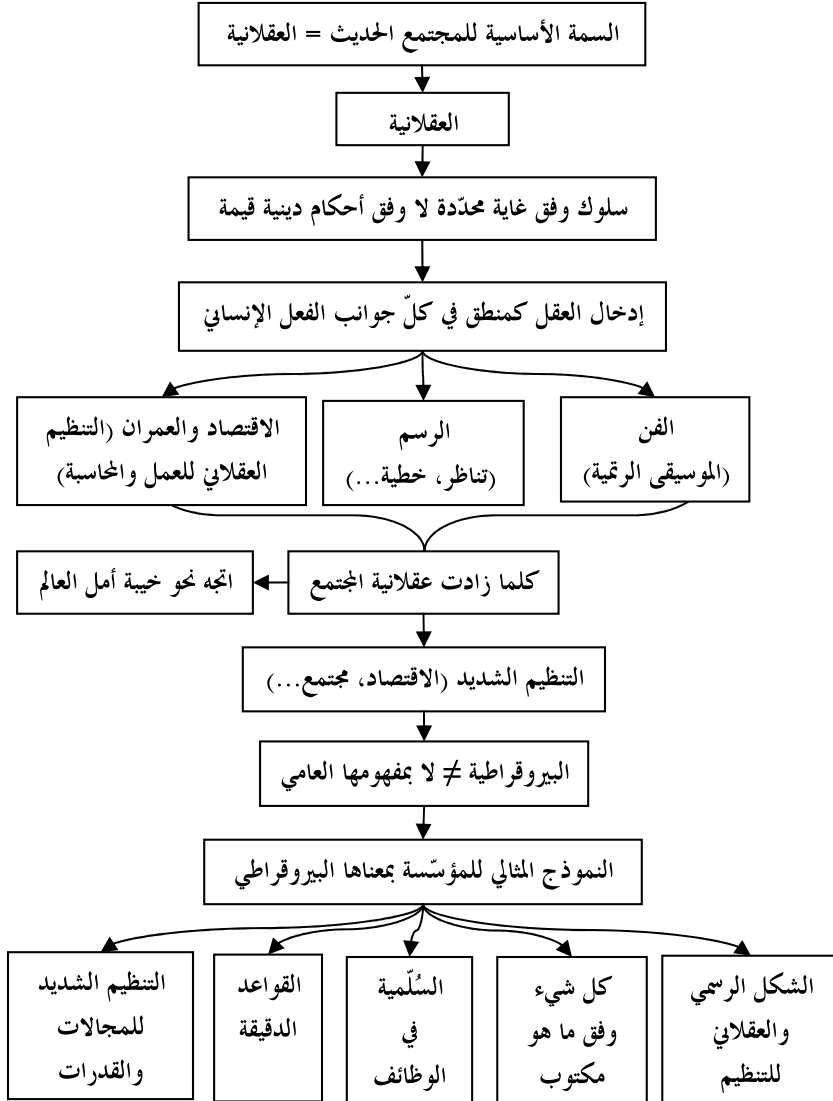 السمة الأساسية للمجتمع الحديث = العقلانية
العقلانية
سلوك وفق غاية محدّدة لا وفق أحكام دينية قيمة
إدخال العقل كمنطق في كلّ جوانب الفعل الإنساني
الفن
(الموسيقى الرتمية)
الرسم
(تناظر، خطية...)
الاقتصاد والعمران (التنظيم
العقلاني للعمل والمحاسبة)
كلما زادت عقلانية المجتمع
اتجه نحو خيبة أمل العالم
التنظيم الشديد (الاقتصاد، مجتمع...)
البيروقراطية ≠ لا بمفهومها العامي
النموذج المثالي للمؤسّسة بمعناها البيروقراطي
الشكل الرسمي
والعقلاني
للتنظيم
كل شيء
وفق ما هو
مكتوب
السُلّمية
في
الوظائف
القواعد
الدقيقة
التنظيم الشديد
للمجالات
والقدرات